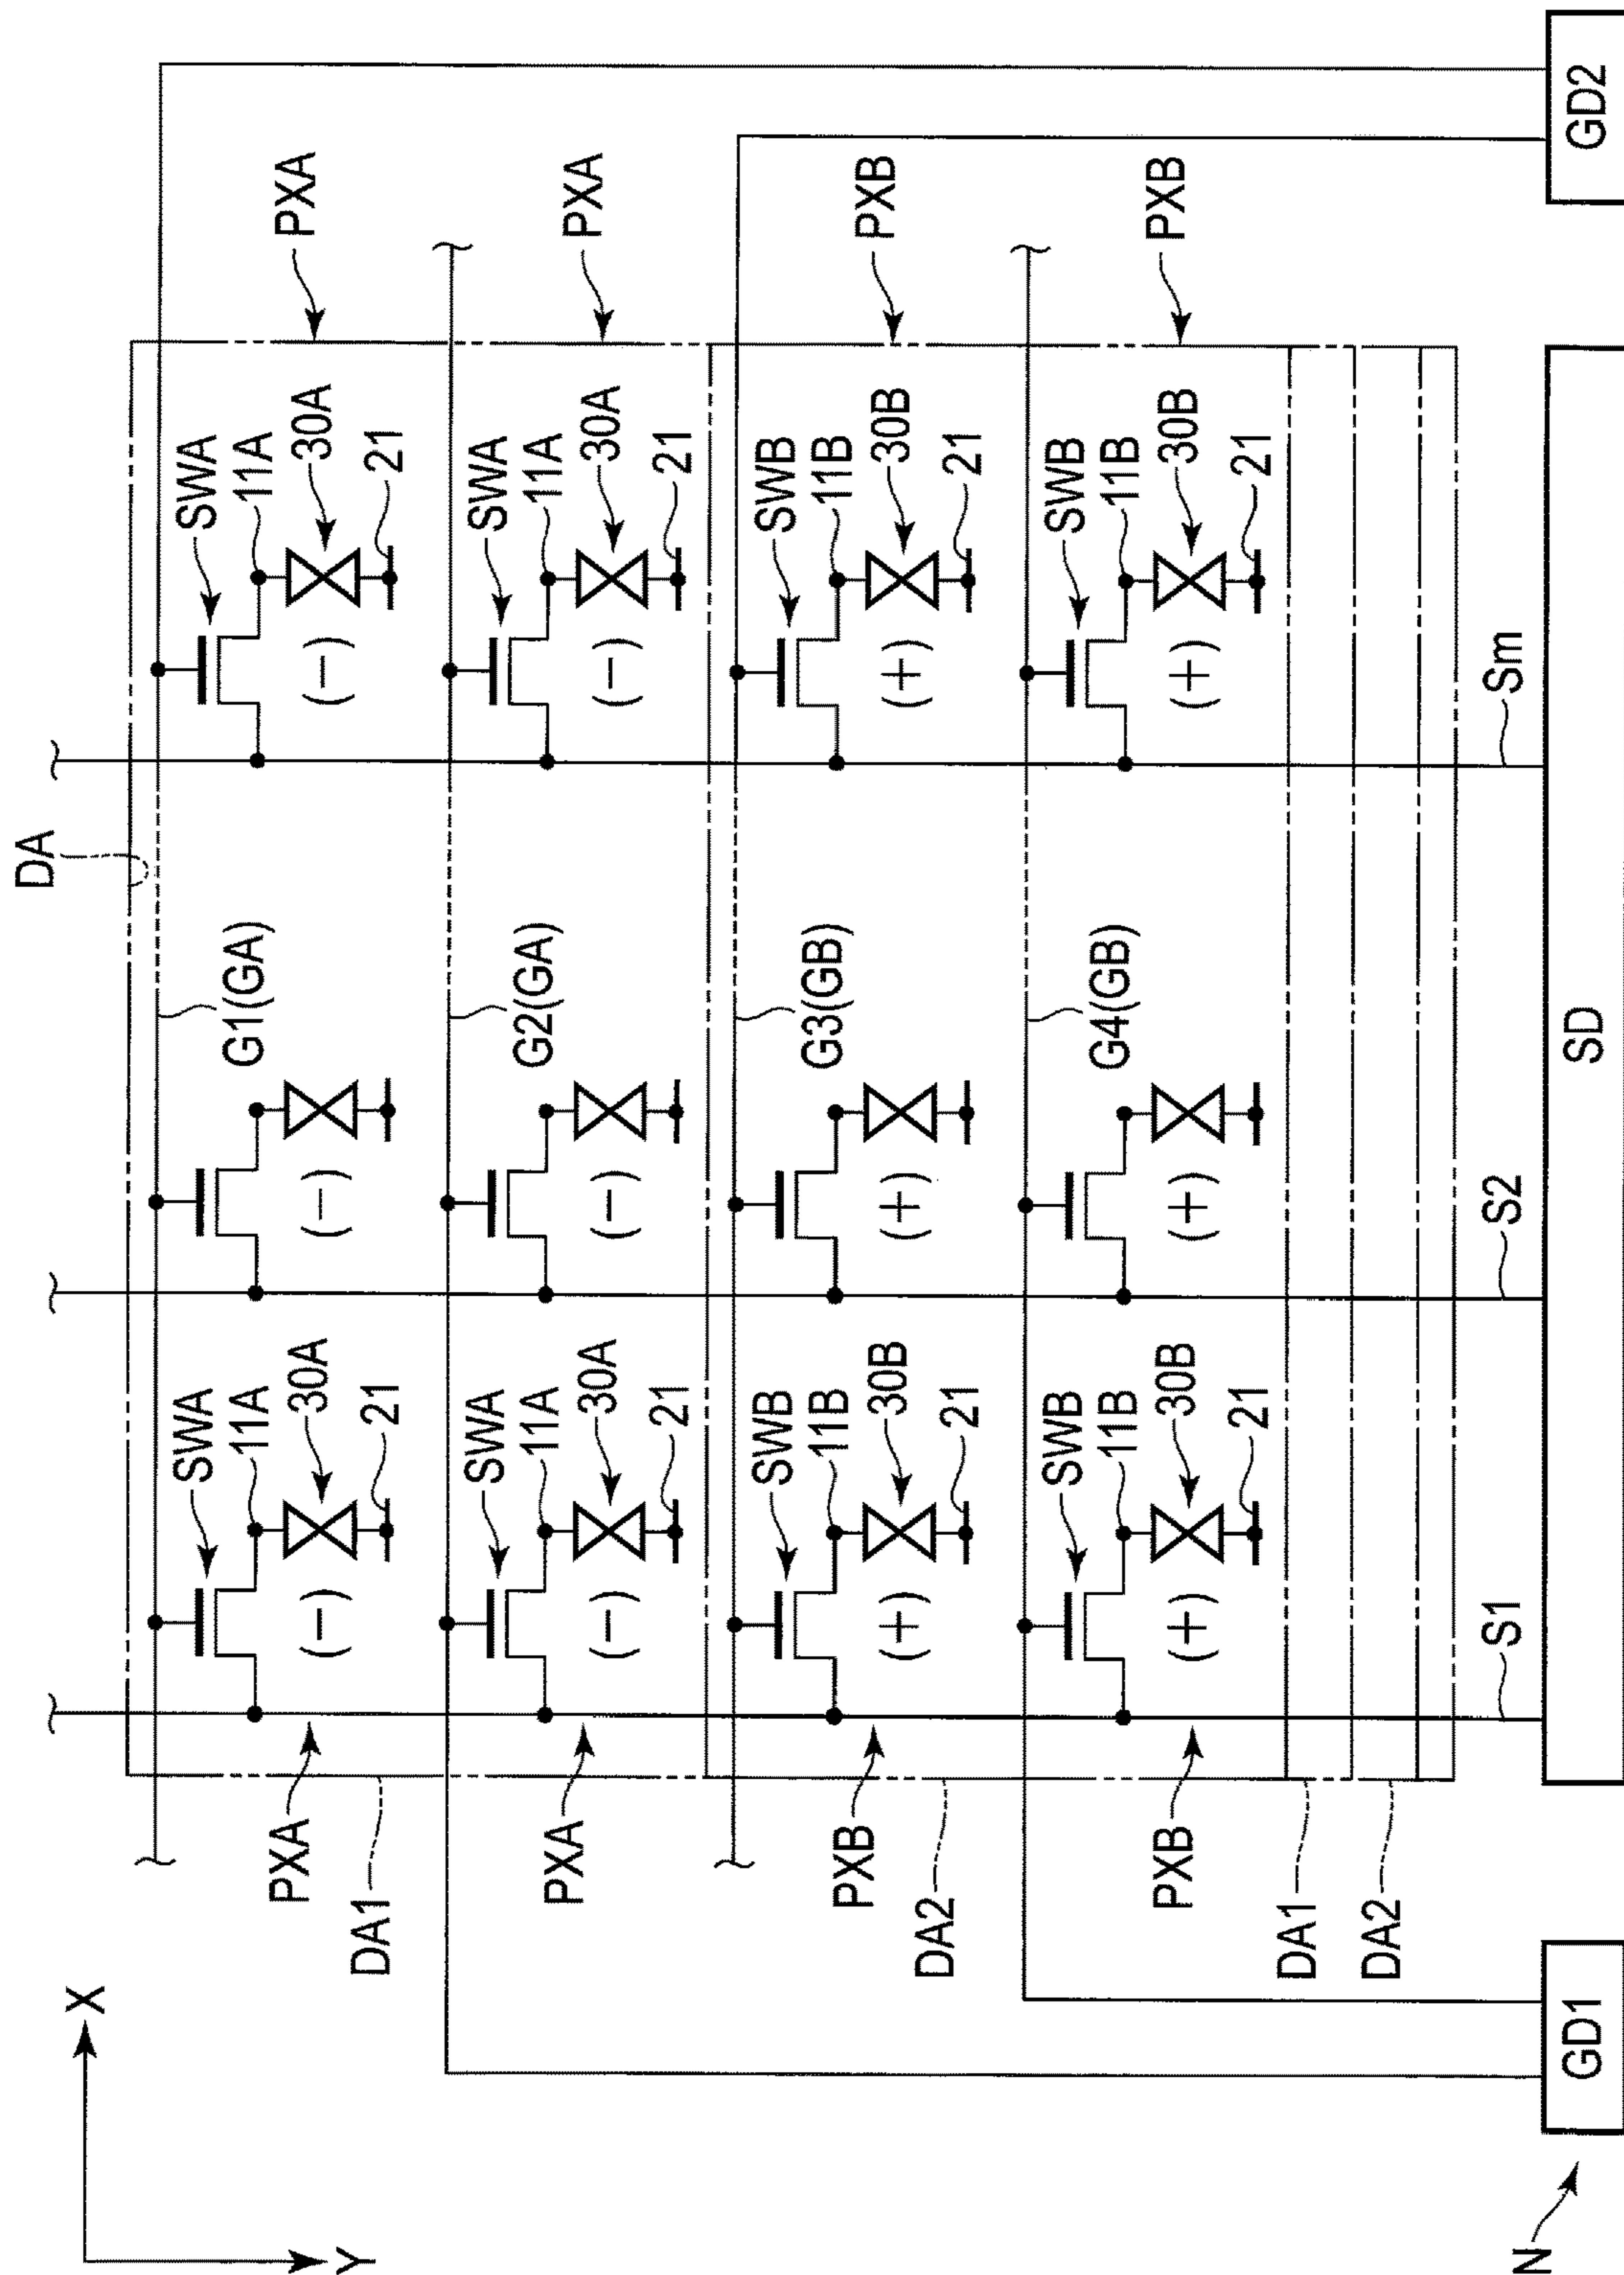 DA
X
Y
G1(GA)
SWA
11A
30A
21
(−)
(−)
SWA
11A
30A
21
(−)
PXA
PXA
DA1
G2(GA)
SWA
11A
30A
21
(−)
(−)
SWA
11A
30A
21
(−)
PXA
PXA
G3(GB)
SWB
11B
30B
21
(+)
(+)
SWB
11B
30B
21
(+)
PXB
PXB
DA2
G4(GB)
SWB
11B
30B
21
(+)
(+)
SWB
11B
30B
21
(+)
PXB
PXB
DA1
DA2
S1
S2
Sm
N
GD1
SD
GD2